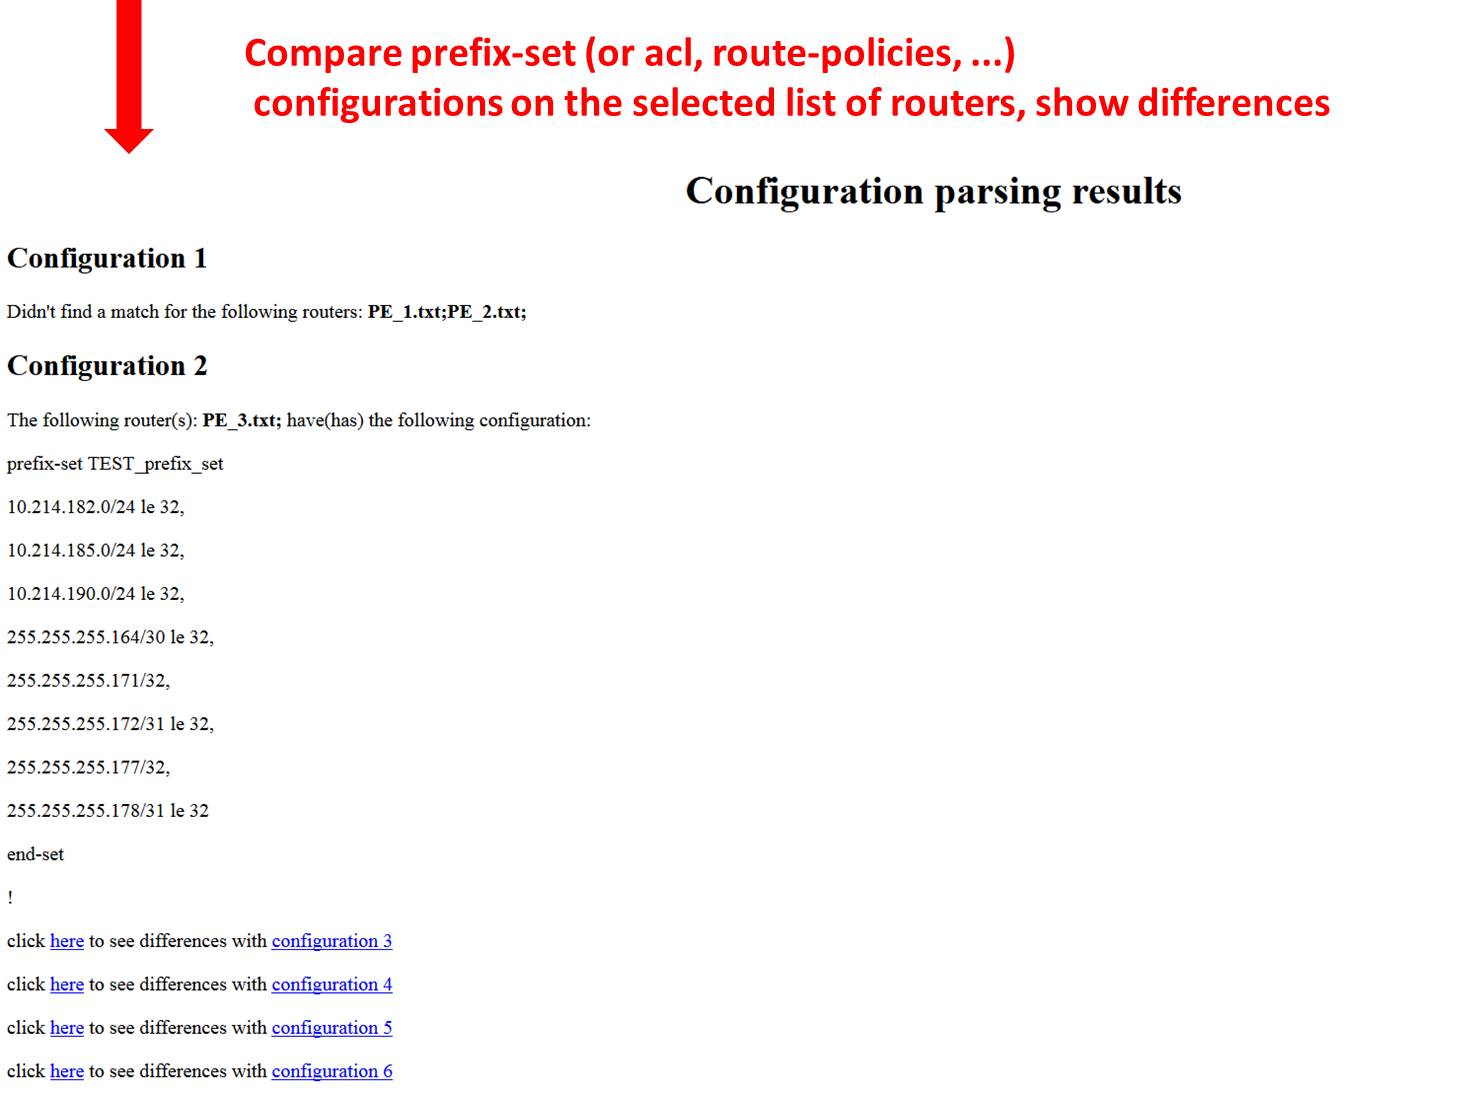 Compare prefix-set (or acl, route-policies, ...)
configurations on the selected list of routers, show differences
Configuration parsing results
Configuration 1
Didn't find a match for the following routers: PE_1.txt;PE_2.txt;
Configuration 2
The following router(s): PE_3.txt; have(has) the following configuration:
prefix-set TEST_prefix_set
10.214.182.0/24 le 32,
10.214.185.0/24 le 32,
10.214.190.0/24 le 32,
255.255.255.164/30 le 32,
255.255.255.171/32,
255.255.255.172/31 le 32,
255.255.255.177/32,
255.255.255.178/31 le 32
end-set
!
click here to see differences with configuration 3
click here to see differences with configuration 4
click here to see differences with configuration 5
click here to see differences with configuration 6